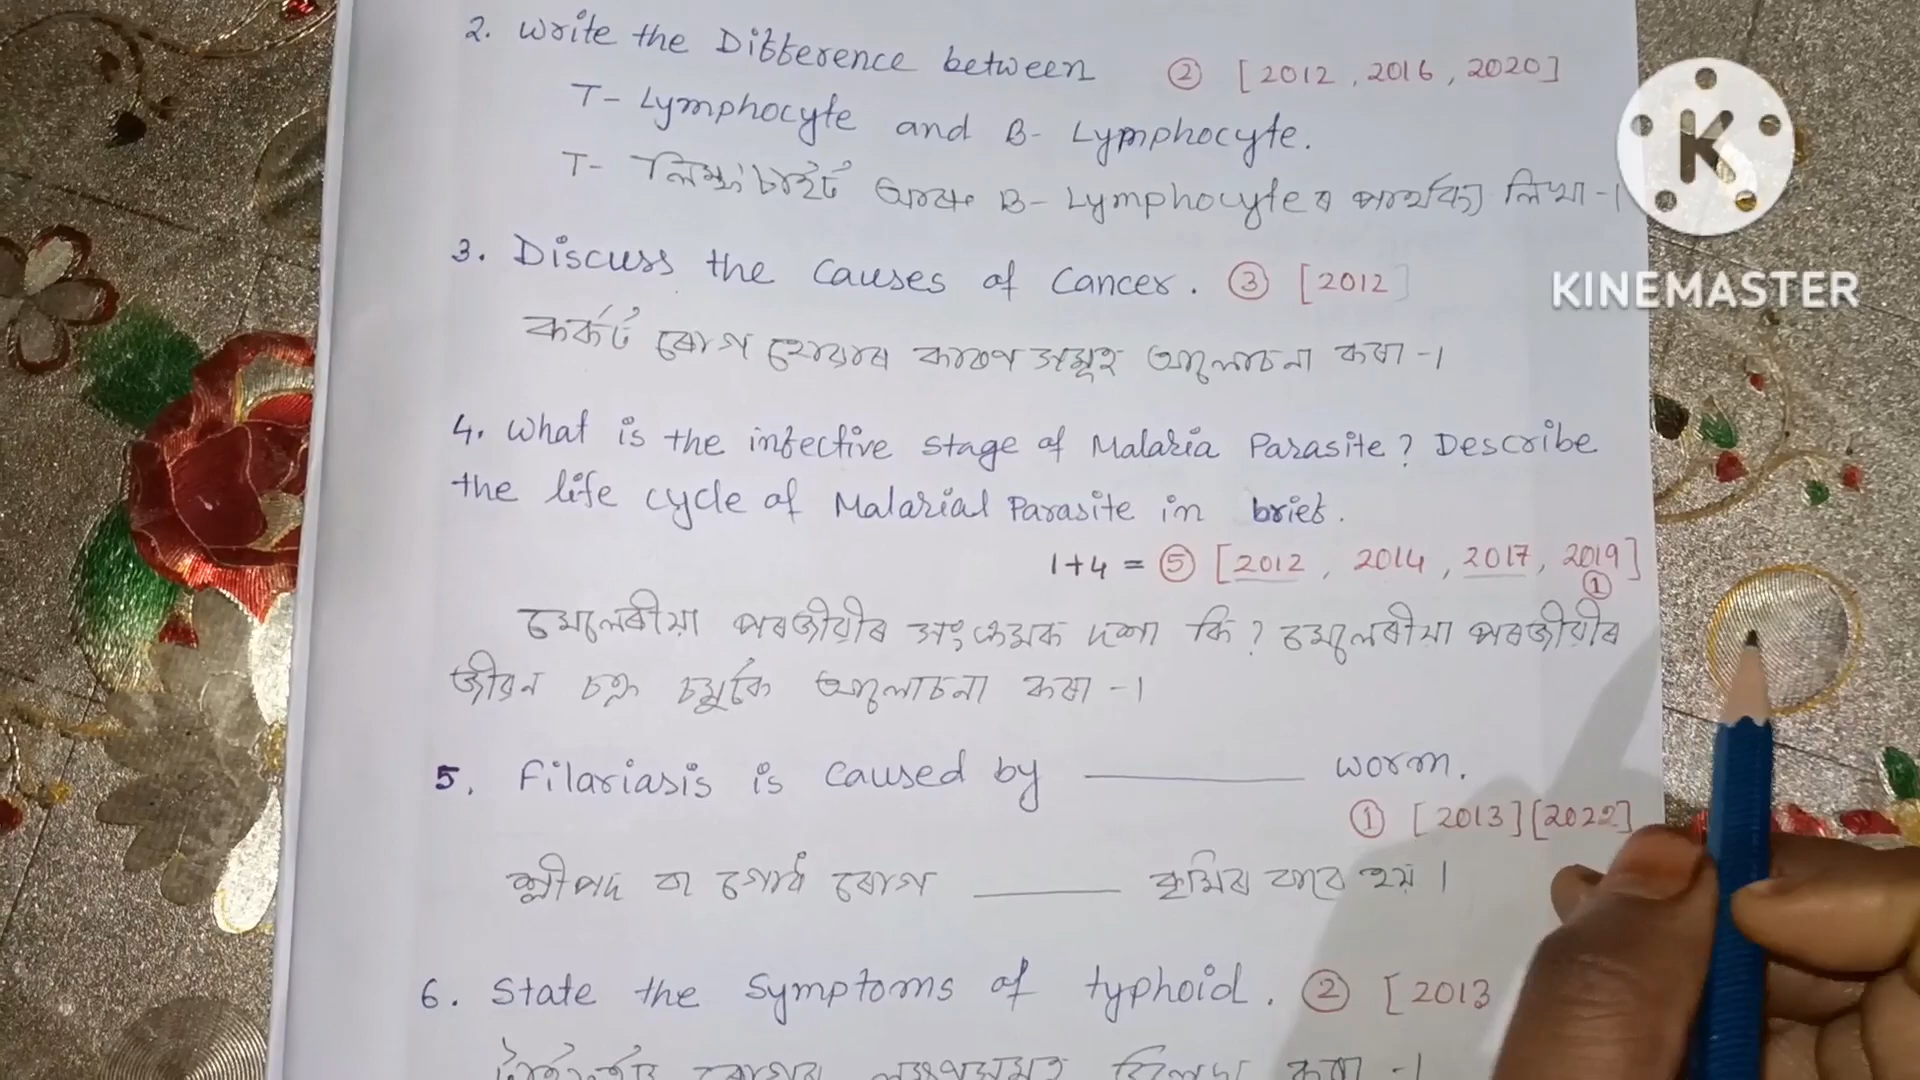 2. Write the Difference between ② [2012, 2016, 2020]
T- Lymphocyte and B- Lymphocyte.
T- লিম্ফ'চাইট আৰু B- Lymphocyteৰ পাৰ্থক্য লিখা -।
K
KINEMASTER
3. Discuss the Causes of Cancer. ③ [2012]
কৰ্কট ৰোগ হোৱাৰ কাৰণ সমূহ আলোচনা কৰা -।
4. What is the infective stage of Malaria Parasite? Describe
the life cycle of Malarial Parasite in brief.
1+4 = ⑤ [2012, 2014, 2017, 2019]
①
মেলেৰীয়া পৰজীৱীৰ সংক্ৰামক দশা কি? মেলেৰীয়া পৰজীৱীৰ
জীৱন চক্ৰ চমুকৈ আলোচনা কৰা -।
5. Filariasis is caused by ________ worm.
① [2013] [2022]
শ্লীপদ বা গোধ ৰোগ ______ কৃমিৰ বাবে হয়।
6. State the Symptoms of typhoid. ② [2013